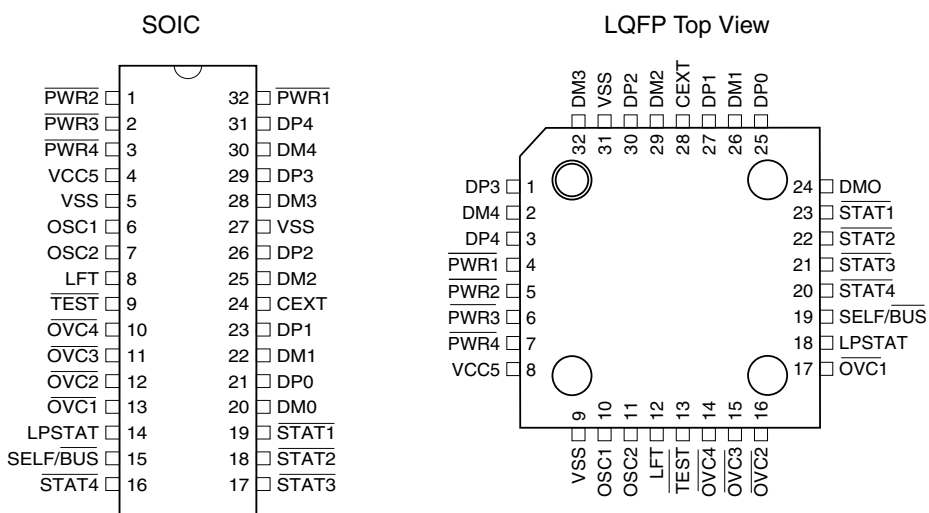 SOIC
PWR2 1 32 PWR1
PWR3 2 31 DP4
PWR4 3 30 DM4
VCC5 4 29 DP3
VSS 5 28 DM3
OSC1 6 27 VSS
OSC2 7 26 DP2
LFT 8 25 DM2
TEST 9 24 CEXT
OVC4 10 23 DP1
OVC3 11 22 DM1
OVC2 12 21 DP0
OVC1 13 20 DM0
LPSTAT 14 19 STAT1
SELF/BUS 15 18 STAT2
STAT4 16 17 STAT3
LQFP Top View
DM3 VSS DP2 DM2 CEXT DP1 DM1 DP0
32 31 30 29 28 27 26 25
DP3 1 24 DMO
DM4 2 23 STAT1
DP4 3 22 STAT2
PWR1 4 21 STAT3
PWR2 5 20 STAT4
PWR3 6 19 SELF/BUS
PWR4 7 18 LPSTAT
VCC5 8 17 OVC1
9 10 11 12 13 14 15 16
VSS OSC1 OSC2 LFT TEST OVC4 OVC3 OVC2